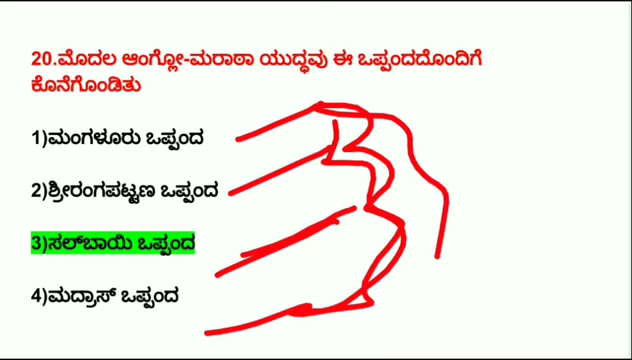 20.ಮೊದಲ ಆಂಗ್ಲೋ-ಮರಾಠಾ ಯುದ್ಧವು ಈ ಒಪ್ಪಂದದೊಂದಿಗೆ
ಕೊನೆಗೊಂಡಿತು
1)ಮಂಗಳೂರು ಒಪ್ಪಂದ
2)ಶ್ರೀರಂಗಪಟ್ಟಣ ಒಪ್ಪಂದ
3)ಸಲ್‌ಬಾಯಿ ಒಪ್ಪಂದ
4)ಮದ್ರಾಸ್ ಒಪ್ಪಂದ